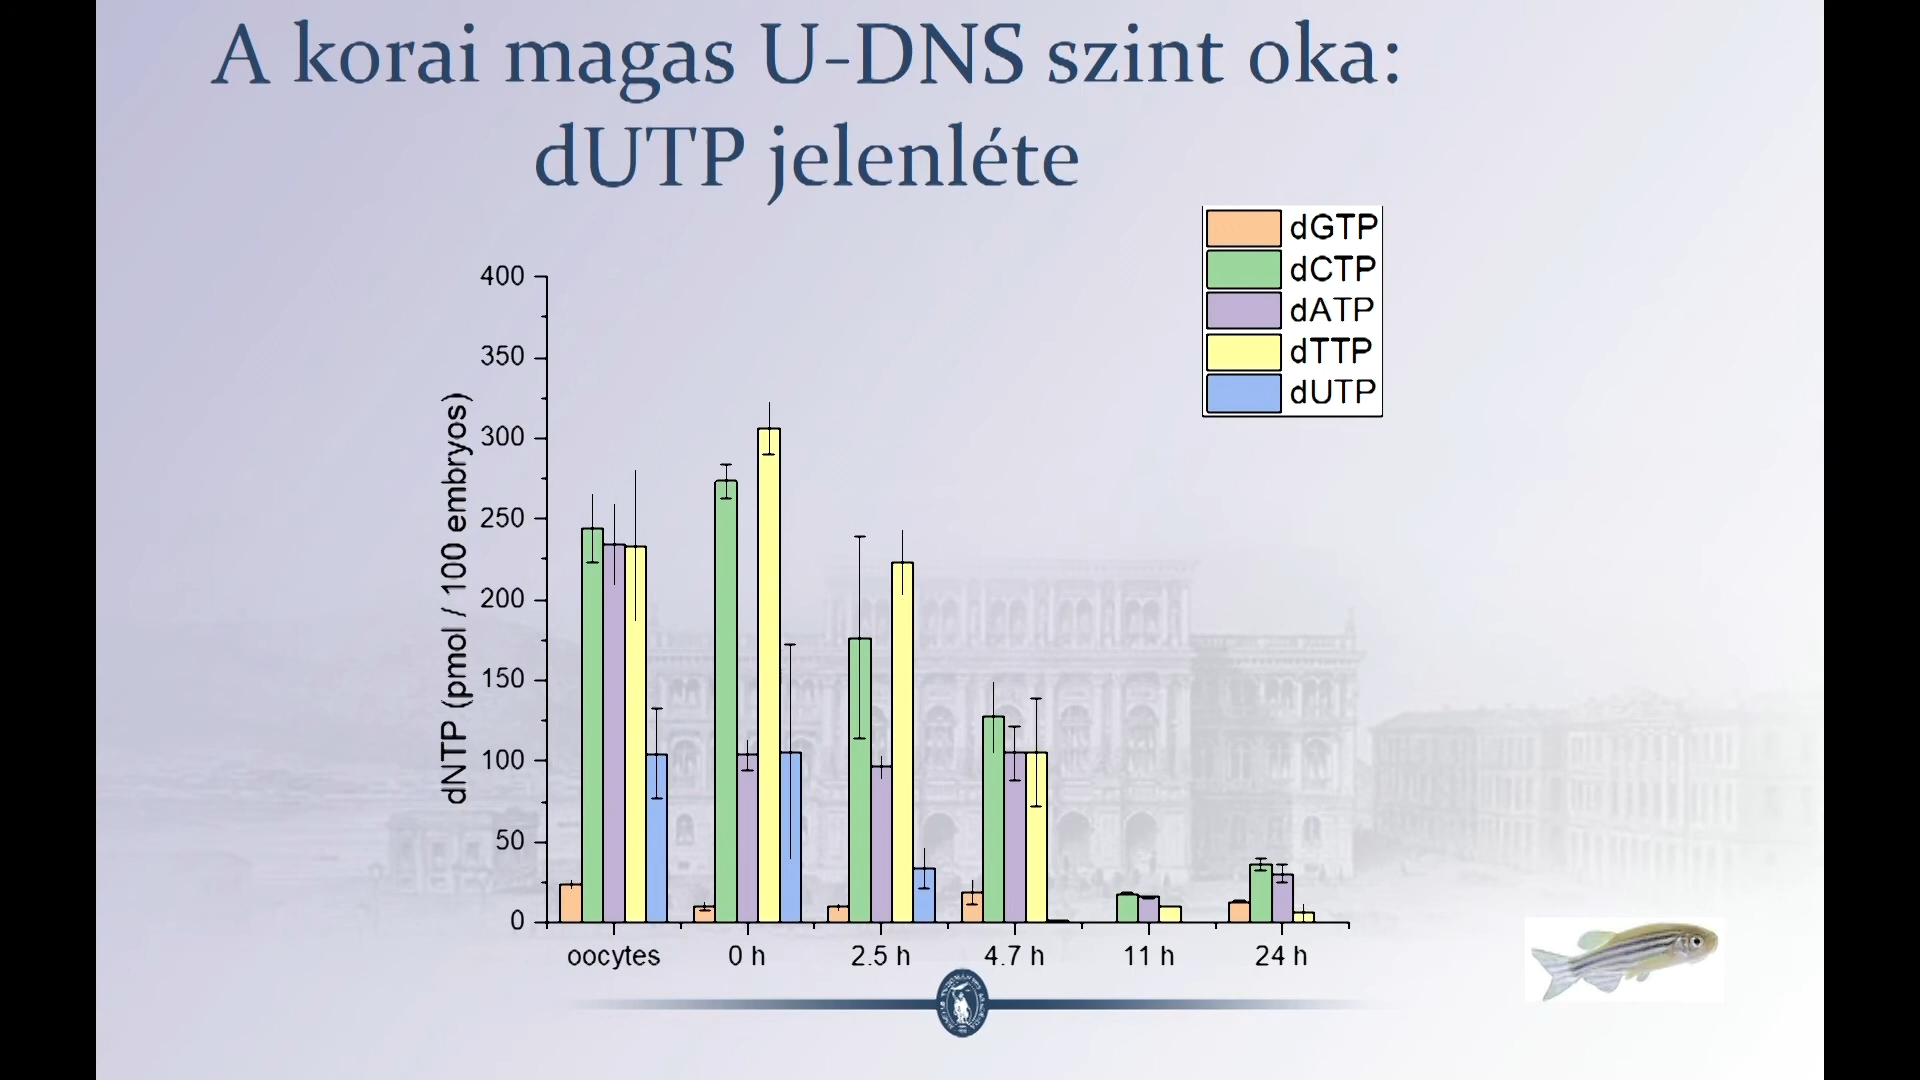 A korai magas U-DNS szint oka:
dUTP jelenléte
dGTP
dCTP
dATP
dTTP
dUTP
dNTP (pmol / 100 embryos)
400
350
300
250
200
150
100
50
0
oocytes 0 h 2.5 h 4.7 h 11 h 24 h